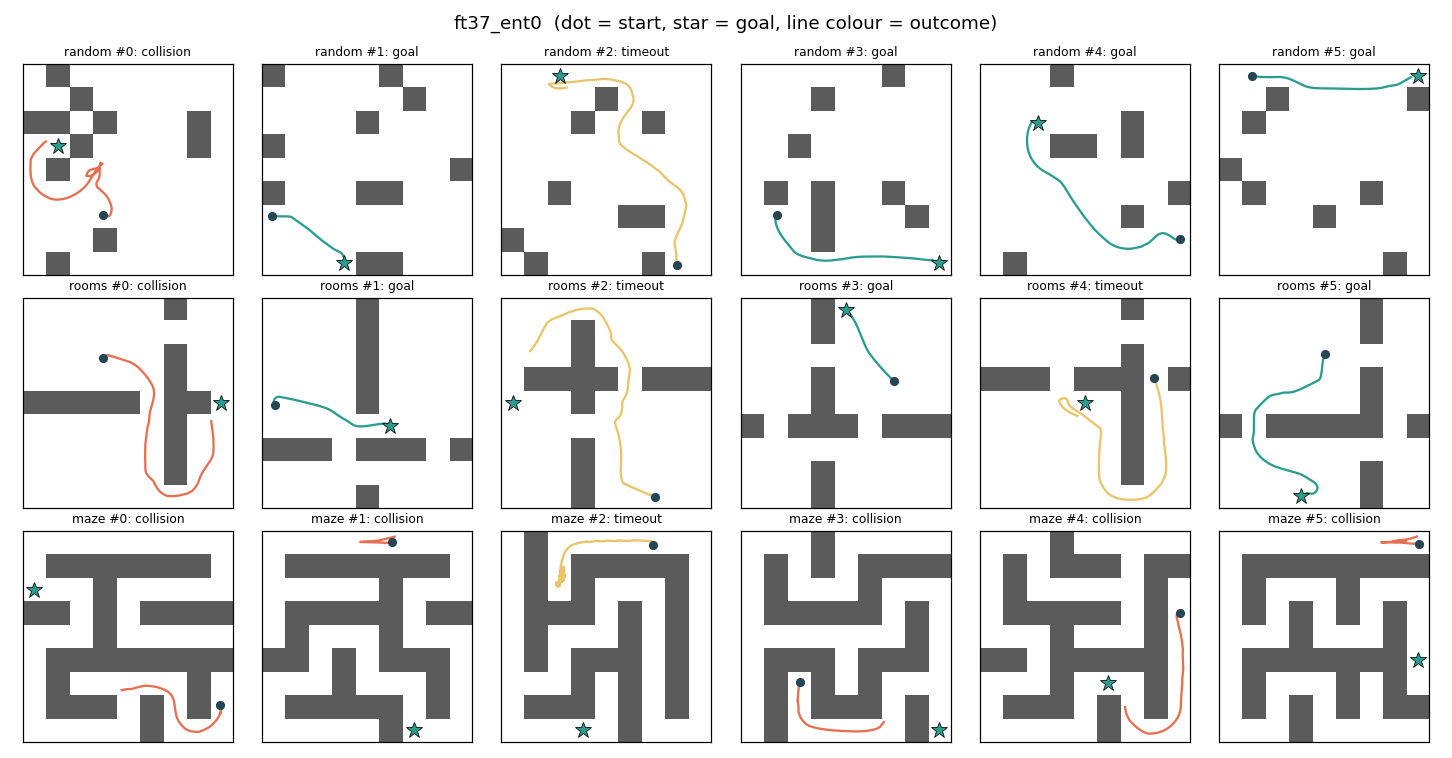 ft37_ent0  (dot = start, star = goal, line colour = outcome)
random #0: collision
random #1: goal
random #2: timeout
random #3: goal
random #4: goal
random #5: goal
rooms #0: collision
rooms #1: goal
rooms #2: timeout
rooms #3: goal
rooms #4: timeout
rooms #5: goal
maze #0: collision
maze #1: collision
maze #2: timeout
maze #3: collision
maze #4: collision
maze #5: collision